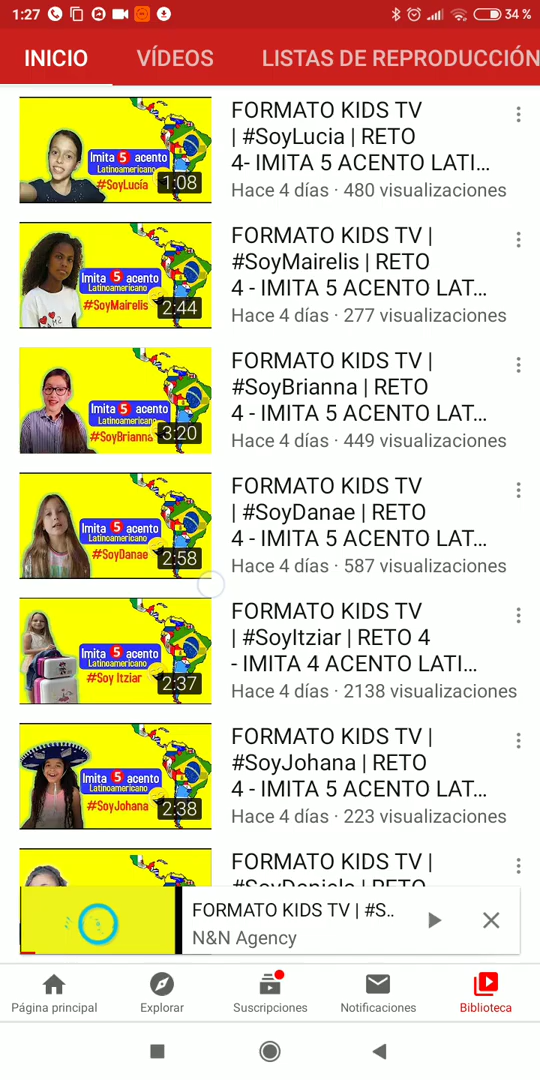 1:27
34 %
INICIO VÍDEOS LISTAS DE REPRODUCCIÓN
Imita 5 acento
Latinoamericano
#SoyLucía
1:08
FORMATO KIDS TV
| #SoyLucia | RETO
4- IMITA 5 ACENTO LATI...
Hace 4 días · 480 visualizaciones
Imita 5 acento
Latinoamericano
#SoyMairelis
2:44
FORMATO KIDS TV |
#SoyMairelis | RETO
4 - IMITA 5 ACENTO LAT...
Hace 4 días · 277 visualizaciones
Imita 5 acento
Latinoamericano
#SoyBrianna
3:20
FORMATO KIDS TV |
#SoyBrianna | RETO
4 - IMITA 5 ACENTO LAT...
Hace 4 días · 449 visualizaciones
Imita 5 acento
Latinoamericano
#SoyDanae
2:58
FORMATO KIDS TV
| #SoyDanae | RETO
4 - IMITA 5 ACENTO LAT...
Hace 4 días · 587 visualizaciones
Imita 5 acento
Latinoamericano
#Soy Itziar
2:37
FORMATO KIDS TV
| #SoyItziar | RETO 4
- IMITA 4 ACENTO LATI...
Hace 4 días · 2138 visualizaciones
Imita 5 acento
Latinoamericano
#SoyJohana
2:38
FORMATO KIDS TV |
#SoyJohana | RETO
4 - IMITA 5 ACENTO LAT...
Hace 4 días · 223 visualizaciones
FORMATO KIDS TV |
FORMATO KIDS TV | #S..
N&N Agency
Página principal Explorar Suscripciones Notificaciones Biblioteca